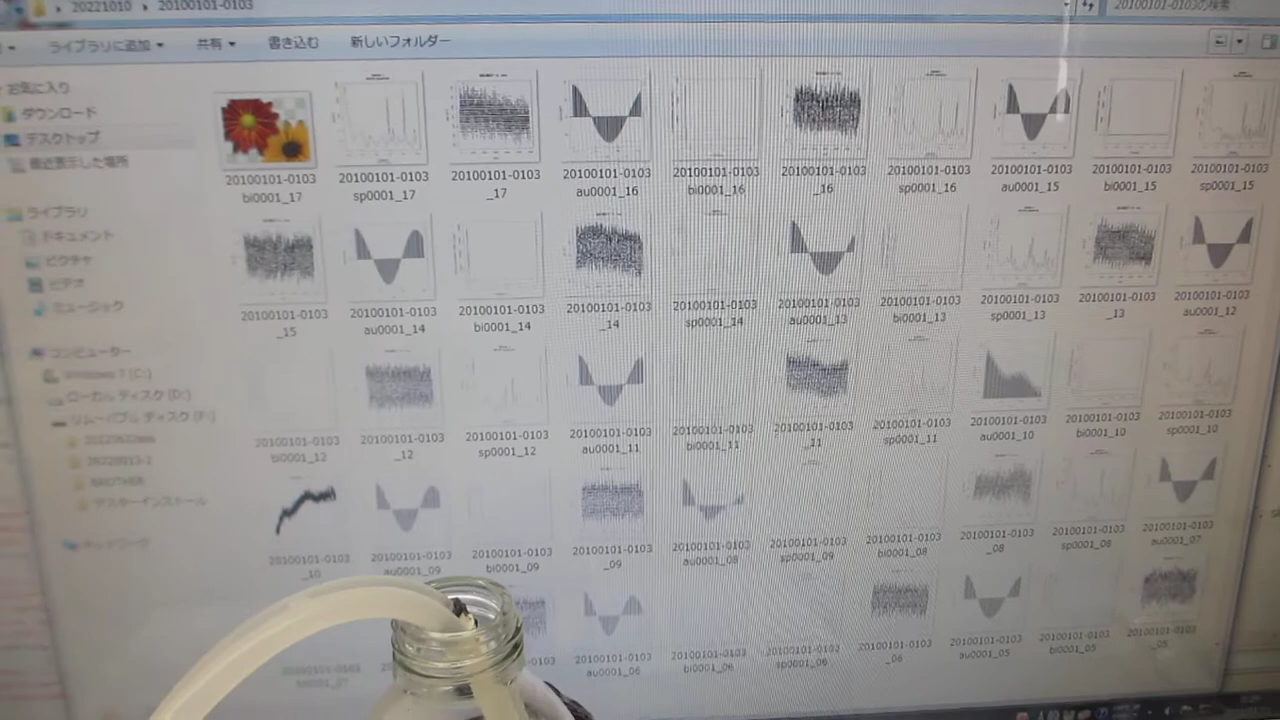 20221010 ▸ 20100101-0103
20100101-0103の検索
ライブラリに追加 ▼ 共有 ▼ 書き込む 新しいフォルダー
お気に入り
ダウンロード
デスクトップ
最近表示した場所
ライブラリ
ドキュメント
ピクチャ
ビデオ
ミュージック
コンピューター
Windows 7 (C:)
ローカル ディスク (D:)
リムーバブル ディスク (F:)
20220913-2
BROTHER
ネットワーク
20100101-0103 20100101-0103 20100101-0103 20100101-0103 20100101-0103 20100101-0103 20100101-0103 20100101-0103 20100101-0103 20100101-0103
bi0001_17 sp0001_17 _17 au0001_16 bi0001_16 _16 sp0001_16 au0001_15 bi0001_15 sp0001_15
20100101-0103 20100101-0103 20100101-0103 20100101-0103 20100101-0103 20100101-0103 20100101-0103 20100101-0103 20100101-0103 20100101-0103
_15 au0001_14 bi0001_14 _14 sp0001_14 au0001_13 bi0001_13 sp0001_13 _13 au0001_12
20100101-0103 20100101-0103 20100101-0103 20100101-0103 20100101-0103 20100101-0103 20100101-0103 20100101-0103 20100101-0103 20100101-0103
bi0001_12 _12 sp0001_12 au0001_11 bi0001_11 _11 sp0001_11 au0001_10 bi0001_10 sp0001_10
20100101-0103 20100101-0103 20100101-0103 20100101-0103 20100101-0103 20100101-0103 20100101-0103 20100101-0103 20100101-0103 20100101-0103
_10 au0001_09 bi0001_09 _09 au0001_08 sp0001_09 bi0001_08 _08 sp0001_08 au0001_07
20100101-0103 20100101-0103 20100101-0103 20100101-0103 20100101-0103 20100101-0103 20100101-0103 20100101-0103
au0001_06 bi0001_06 sp0001_06 _06 au0001_05 bi0001_05 _05